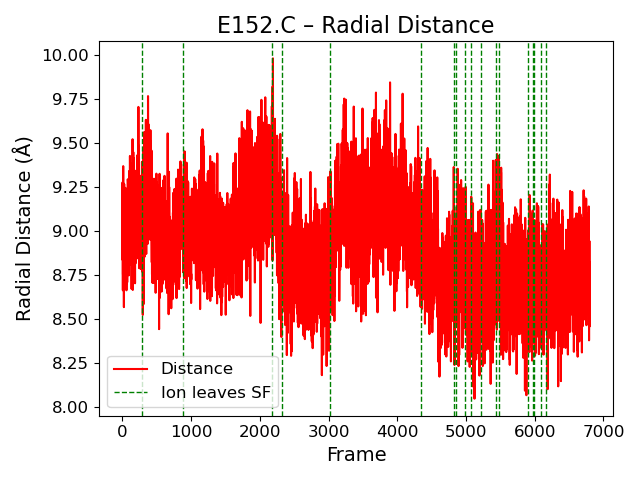 E152.C – Radial Distance
10.00
9.75
9.50
9.25
9.00
8.75
8.50
8.25
8.00
Radial Distance (Å)
Distance
Ion leaves SF
0 1000 2000 3000 4000 5000 6000 7000
Frame